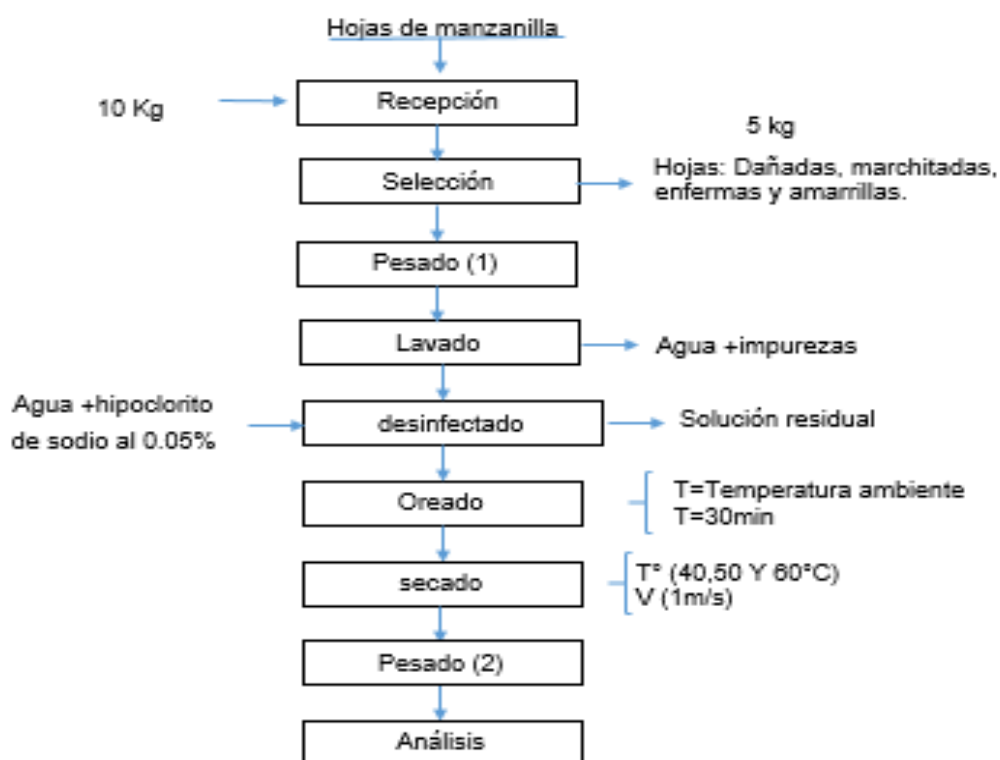 Hojas de manzanilla
10 Kg
Recepción
5 kg
Selección
Hojas: Dañadas, marchitadas,
enfermas y amarrillas.
Pesado (1)
Lavado
Agua +impurezas
Agua +hipoclorito
de sodio al 0.05%
desinfectado
Solución residual
Oreado
T=Temperatura ambiente
T=30min
secado
T° (40,50 Y 60°C)
V (1m/s)
Pesado (2)
Análisis